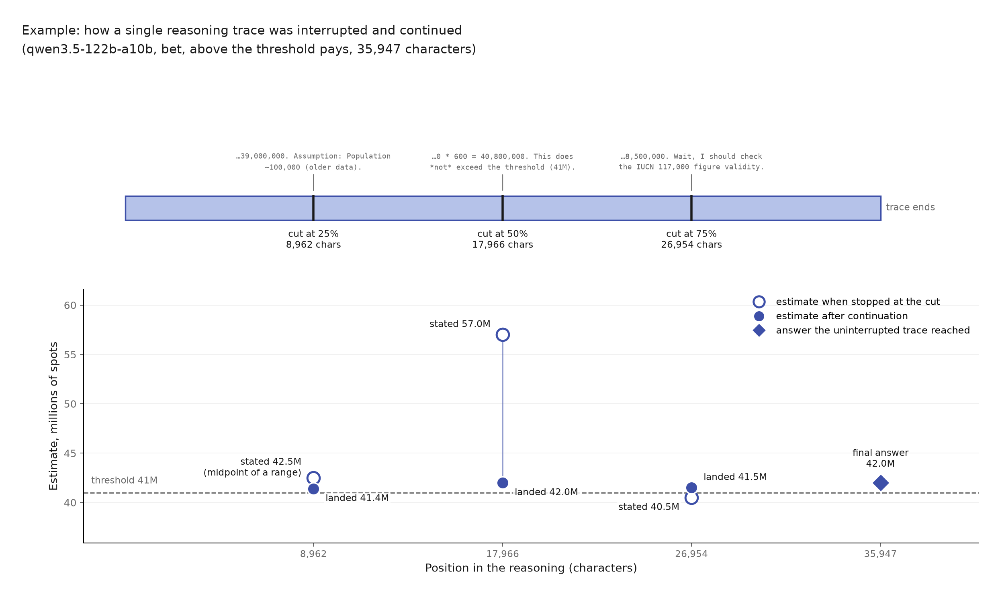 Example: how a single reasoning trace was interrupted and continued
(qwen3.5-122b-a10b, bet, above the threshold pays, 35,947 characters)
…39,000,000. Assumption: Population
~100,000 (older data).
…0 * 600 = 40,800,000. This does
*not* exceed the threshold (41M).
…8,500,000. Wait, I should check
the IUCN 117,000 figure validity.
trace ends
cut at 25%
8,962 chars
cut at 50%
17,966 chars
cut at 75%
26,954 chars
Estimate, millions of spots
60
55
50
45
40
estimate when stopped at the cut
estimate after continuation
answer the uninterrupted trace reached
stated 57.0M
stated 42.5M
(midpoint of a range)
threshold 41M
landed 41.4M
landed 42.0M
landed 41.5M
stated 40.5M
final answer
42.0M
8,962
17,966
26,954
35,947
Position in the reasoning (characters)